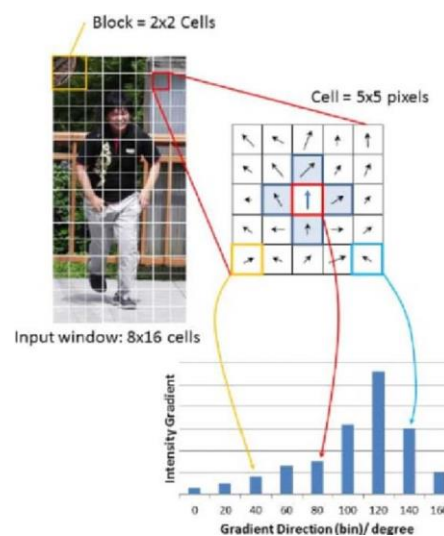 Block = 2x2 Cells
Cell = 5x5 pixels
Input window: 8x16 cells
Intensity Gradient
0 20 40 60 80 100 120 140 160
Gradient Direction (bin)/ degree